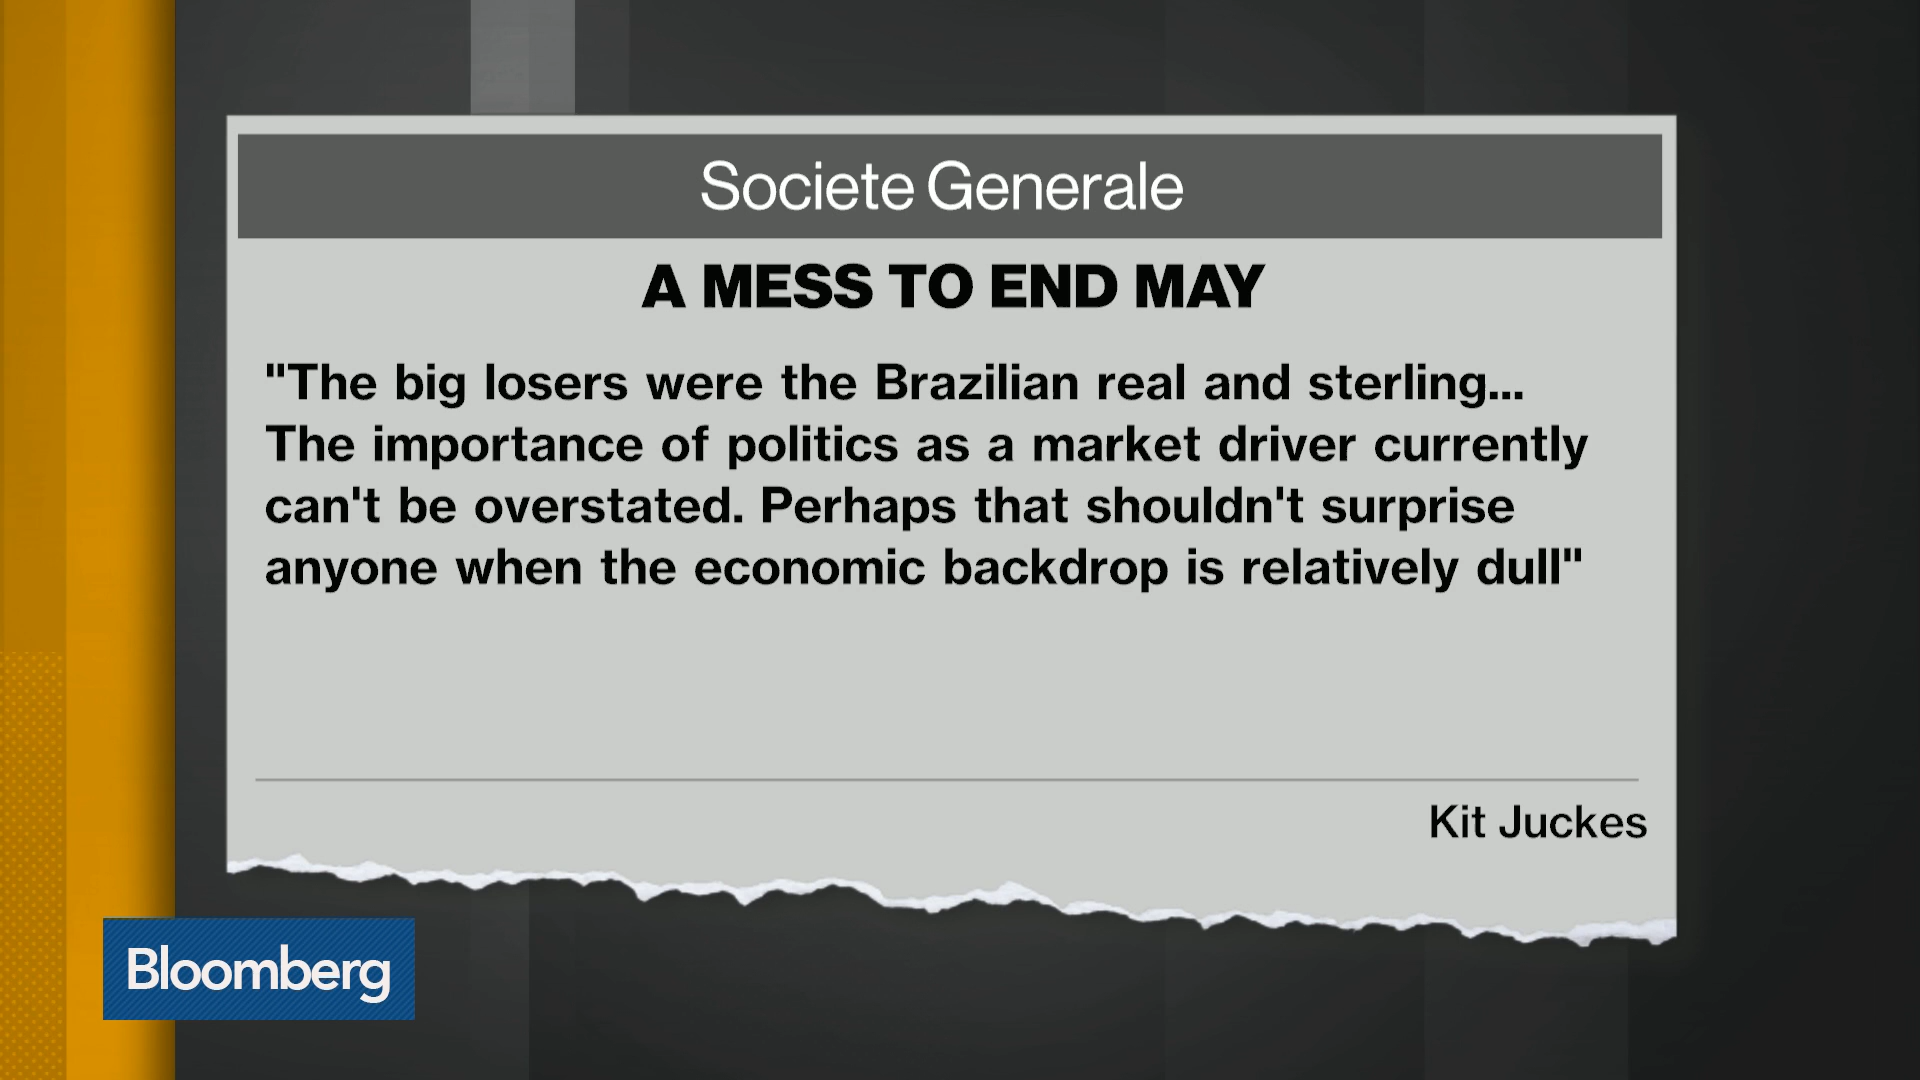 Societe Generale
A MESS TO END MAY
"The big losers were the Brazilian real and sterling...
The importance of politics as a market driver currently
can't be overstated. Perhaps that shouldn't surprise
anyone when the economic backdrop is relatively dull"
Kit Juckes
Bloomberg